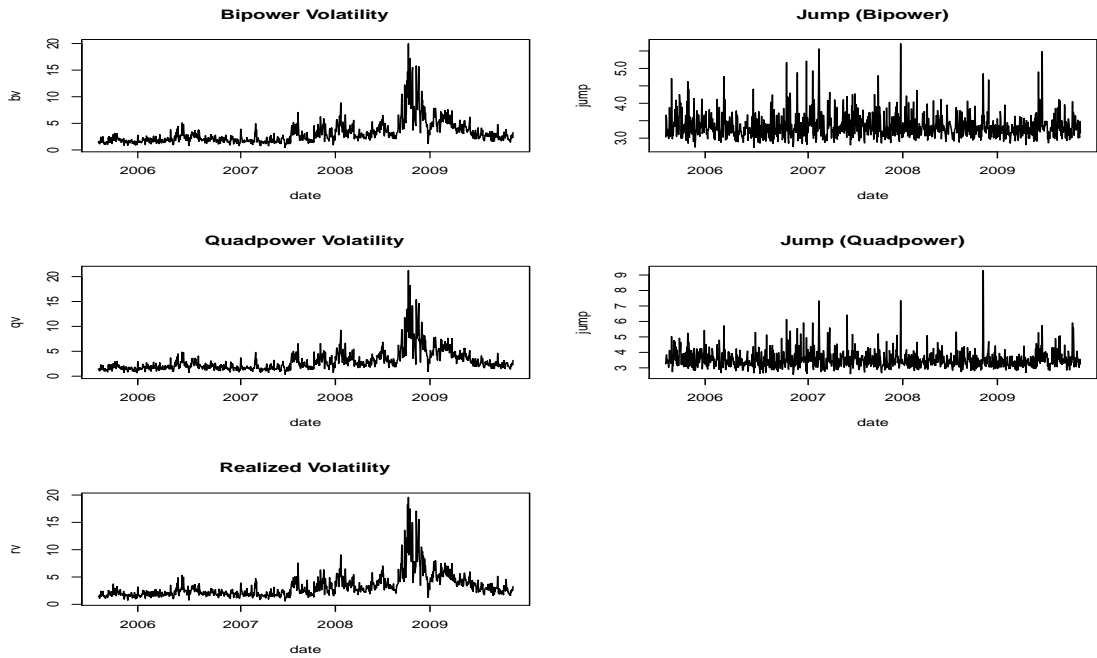 Bipower Volatility
bv
0 5 10 15 20
2006 2007 2008 2009
date
Jump (Bipower)
jump
3.0 4.0 5.0
2006 2007 2008 2009
date
Quadpower Volatility
qv
0 5 10 15 20
2006 2007 2008 2009
date
Jump (Quadpower)
jump
3 4 5 6 7 8 9
2006 2007 2008 2009
date
Realized Volatility
rv
0 5 10 15 20
2006 2007 2008 2009
date